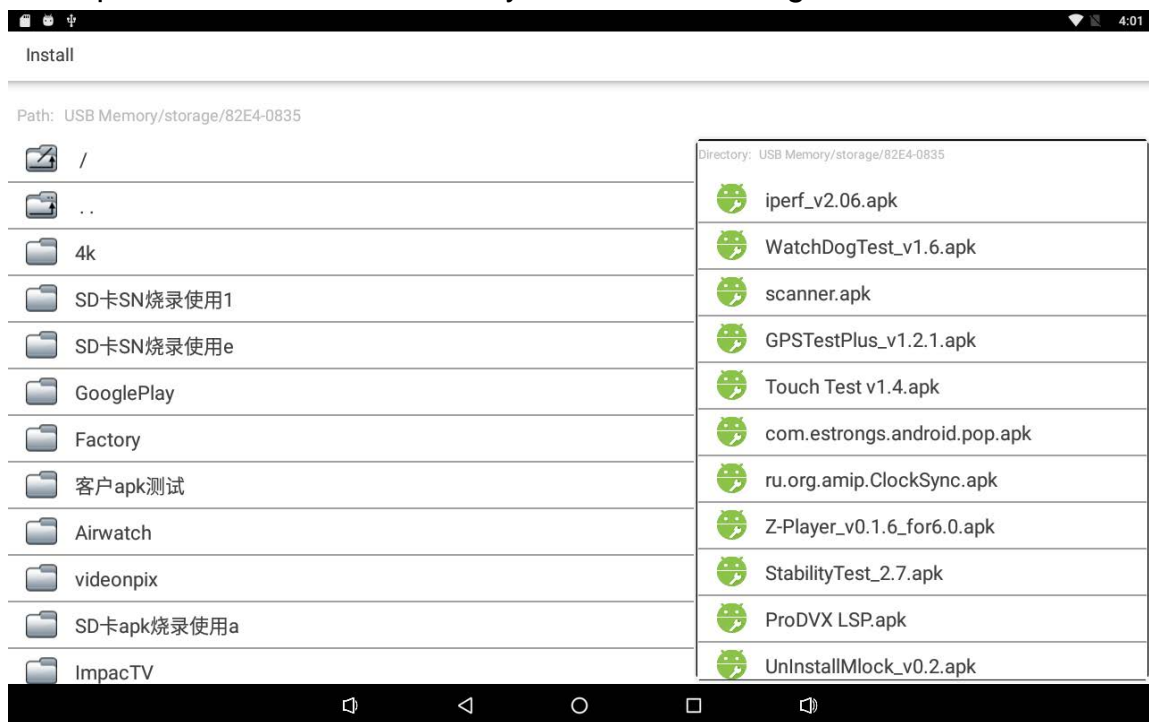 4:01
Install
Path: USB Memory/storage/82E4-0835
/
..
4k
SD卡SN烧录使用1
SD卡SN烧录使用e
GooglePlay
Factory
客户apk测试
Airwatch
videonpix
SD卡apk烧录使用a
ImpacTV
Directory: USB Memory/storage/82E4-0835
iperf_v2.06.apk
WatchDogTest_v1.6.apk
scanner.apk
GPSTestPlus_v1.2.1.apk
Touch Test v1.4.apk
com.estrongs.android.pop.apk
ru.org.amip.ClockSync.apk
Z-Player_v0.1.6_for6.0.apk
StabilityTest_2.7.apk
ProDVX LSP.apk
UnInstallMlock_v0.2.apk